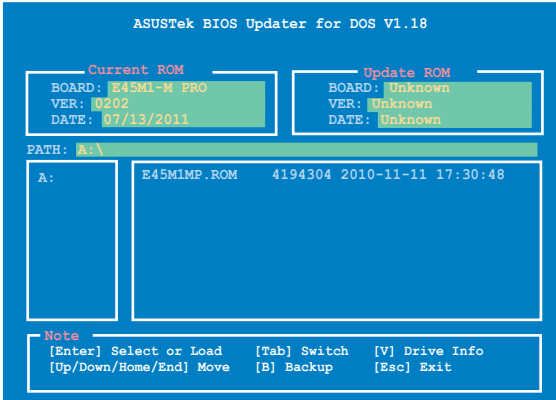 ASUSTek BIOS Updater for DOS V1.18
Current ROM
BOARD: E45M1-M PRO
VER: 0202
DATE: 07/13/2011
Update ROM
BOARD: Unknown
VER: Unknown
DATE: Unknown
PATH: A:\
A:
E45M1MP.ROM 4194304 2010-11-11 17:30:48
Note
[Enter] Select or Load [Tab] Switch [V] Drive Info
[Up/Down/Home/End] Move [B] Backup [Esc] Exit